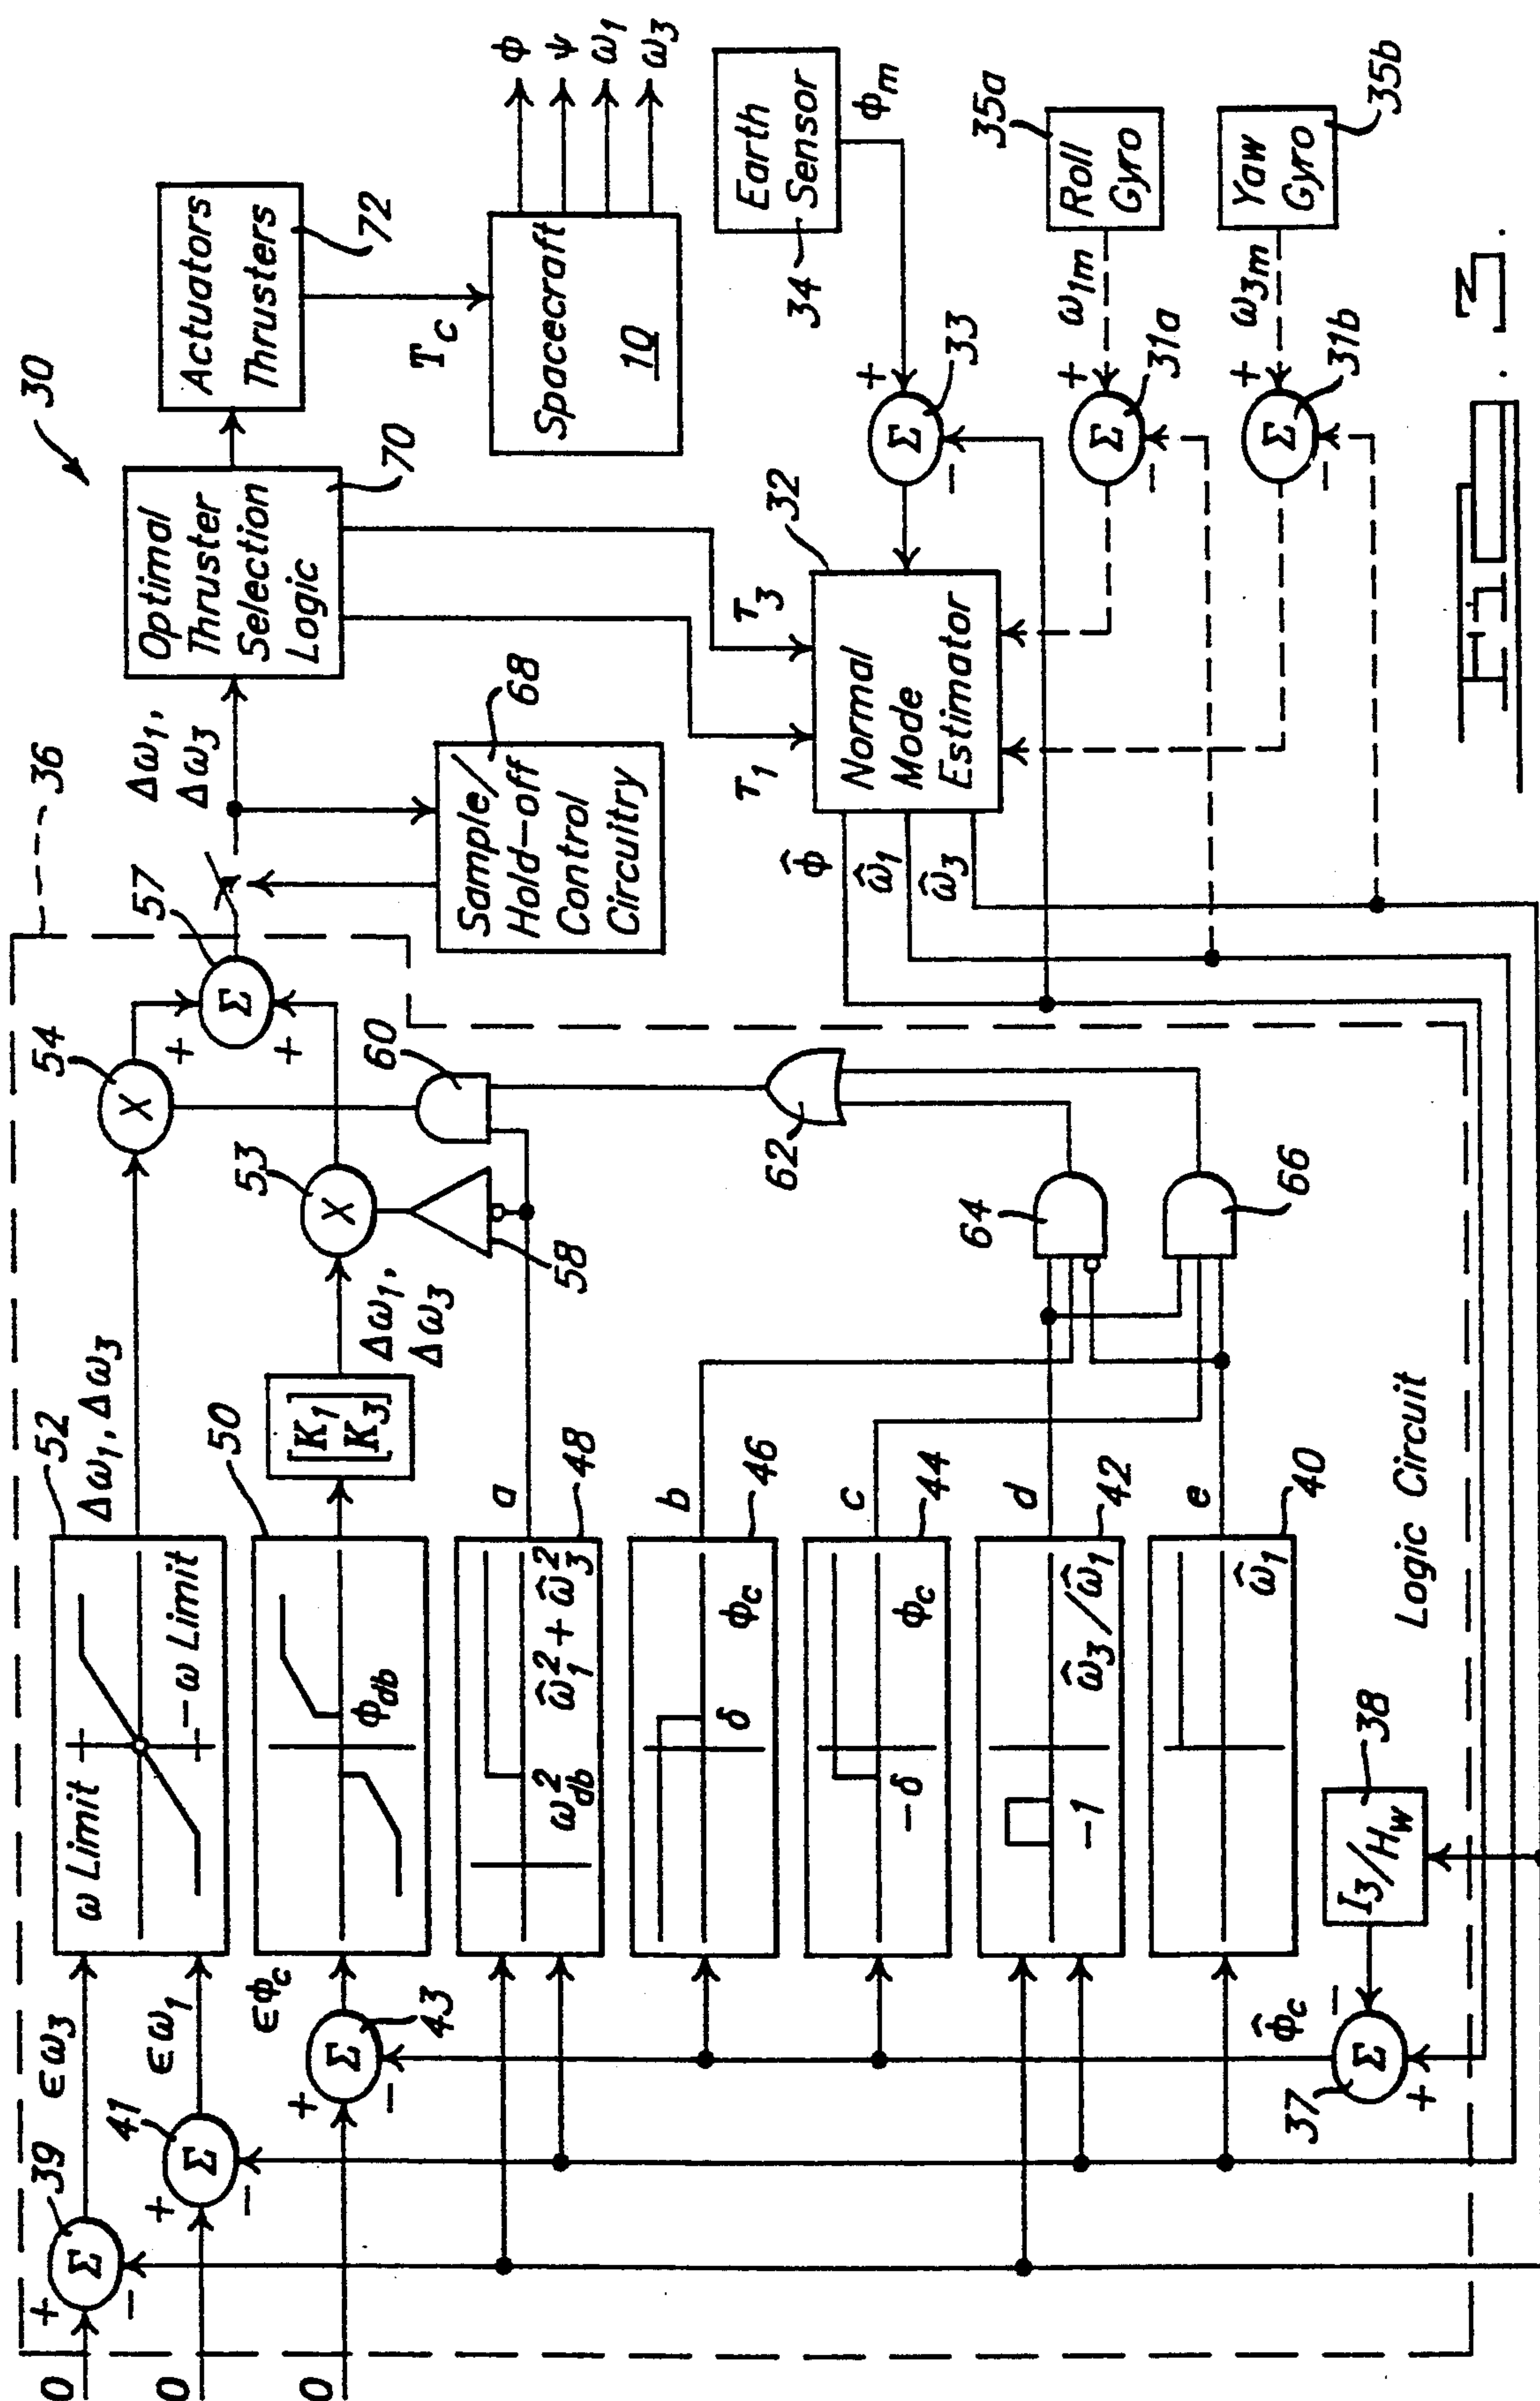 30
36
52
ω Limit
−ω Limit
Δω1, Δω3
54
X
57
Σ
+
+
Δω1,
Δω3
Optimal
Thruster
Selection
Logic
70
Actuators
Thrusters
72
Tc
Spacecraft
10
ϕ
ψ
ω1
ω3
0
+
−
Σ
39
εω3
0
+
−
Σ
41
εω1
0
+
−
Σ
43
εϕc
50
ϕdb
[K1
K3]
Δω1,
Δω3
53
X
58
60
48
ω²db
ω̂1² + ω̂3²
a
46
δ
ϕc
b
44
−δ
ϕc
c
42
−1
ω̂3/ω̂1
d
40
ω̂1
e
62
64
66
Sample/
Hold-off
Control
Circuitry
68
Earth
Sensor
34
ϕm
33
Σ
+
−
32
Normal
Mode
Estimator
T1
T3
ϕ̂
ω̂1
ω̂3
Roll
Gyro
35a
ω1m
+
−
Σ
31a
Yaw
Gyro
35b
ω3m
+
−
Σ
31b
ϕ̂c
37
Σ
+
−
I3/Hw
38
Logic Circuit
Fig. 3.